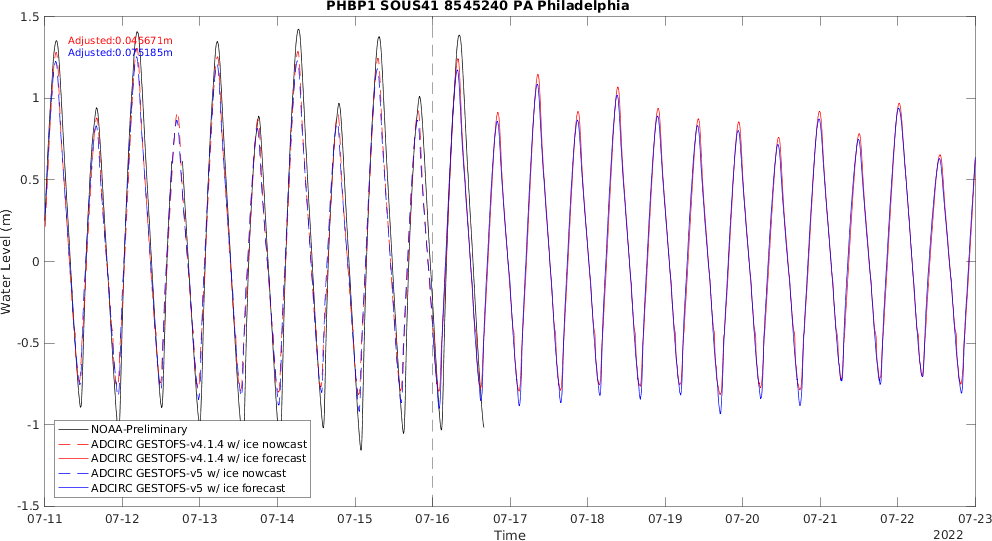 PHBP1 SOUS41 8545240 PA Philadelphia
1.5
Adjusted:0.045671m
Adjusted:0.075185m
1
0.5
0
-0.5
-1
-1.5
Water Level (m)
NOAA-Preliminary
ADCIRC GESTOFS-v4.1.4 w/ ice nowcast
ADCIRC GESTOFS-v4.1.4 w/ ice forecast
ADCIRC GESTOFS-v5 w/ ice nowcast
ADCIRC GESTOFS-v5 w/ ice forecast
07-11 07-12 07-13 07-14 07-15 07-16 07-17 07-18 07-19 07-20 07-21 07-22 07-23
Time
2022